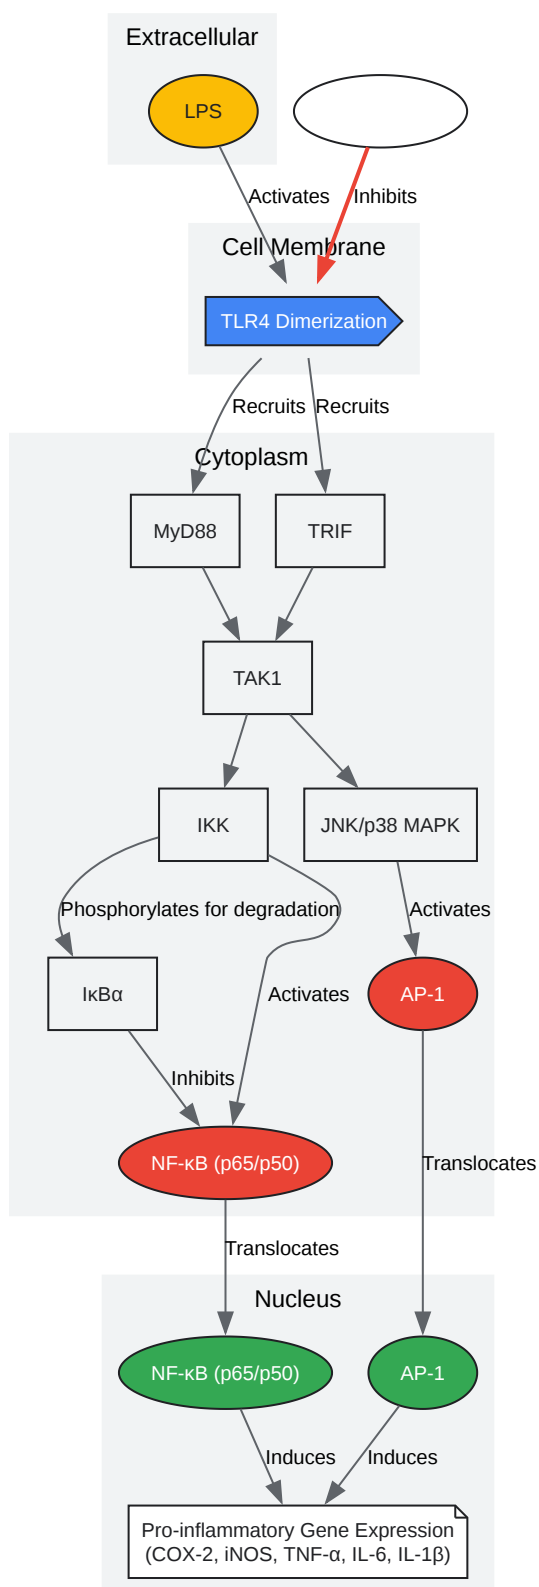 Extracellular
LPS
Activates
Inhibits
Cell Membrane
TLR4 Dimerization
Recruits
Recruits
Cytoplasm
MyD88
TRIF
TAK1
IKK
JNK/p38 MAPK
Phosphorylates for degradation
Activates
IκBα
Activates
AP-1
Inhibits
NF-κB (p65/p50)
Translocates
Translocates
Nucleus
NF-κB (p65/p50)
AP-1
Induces
Induces
Pro-inflammatory Gene Expression
(COX-2, iNOS, TNF-α, IL-6, IL-1β)